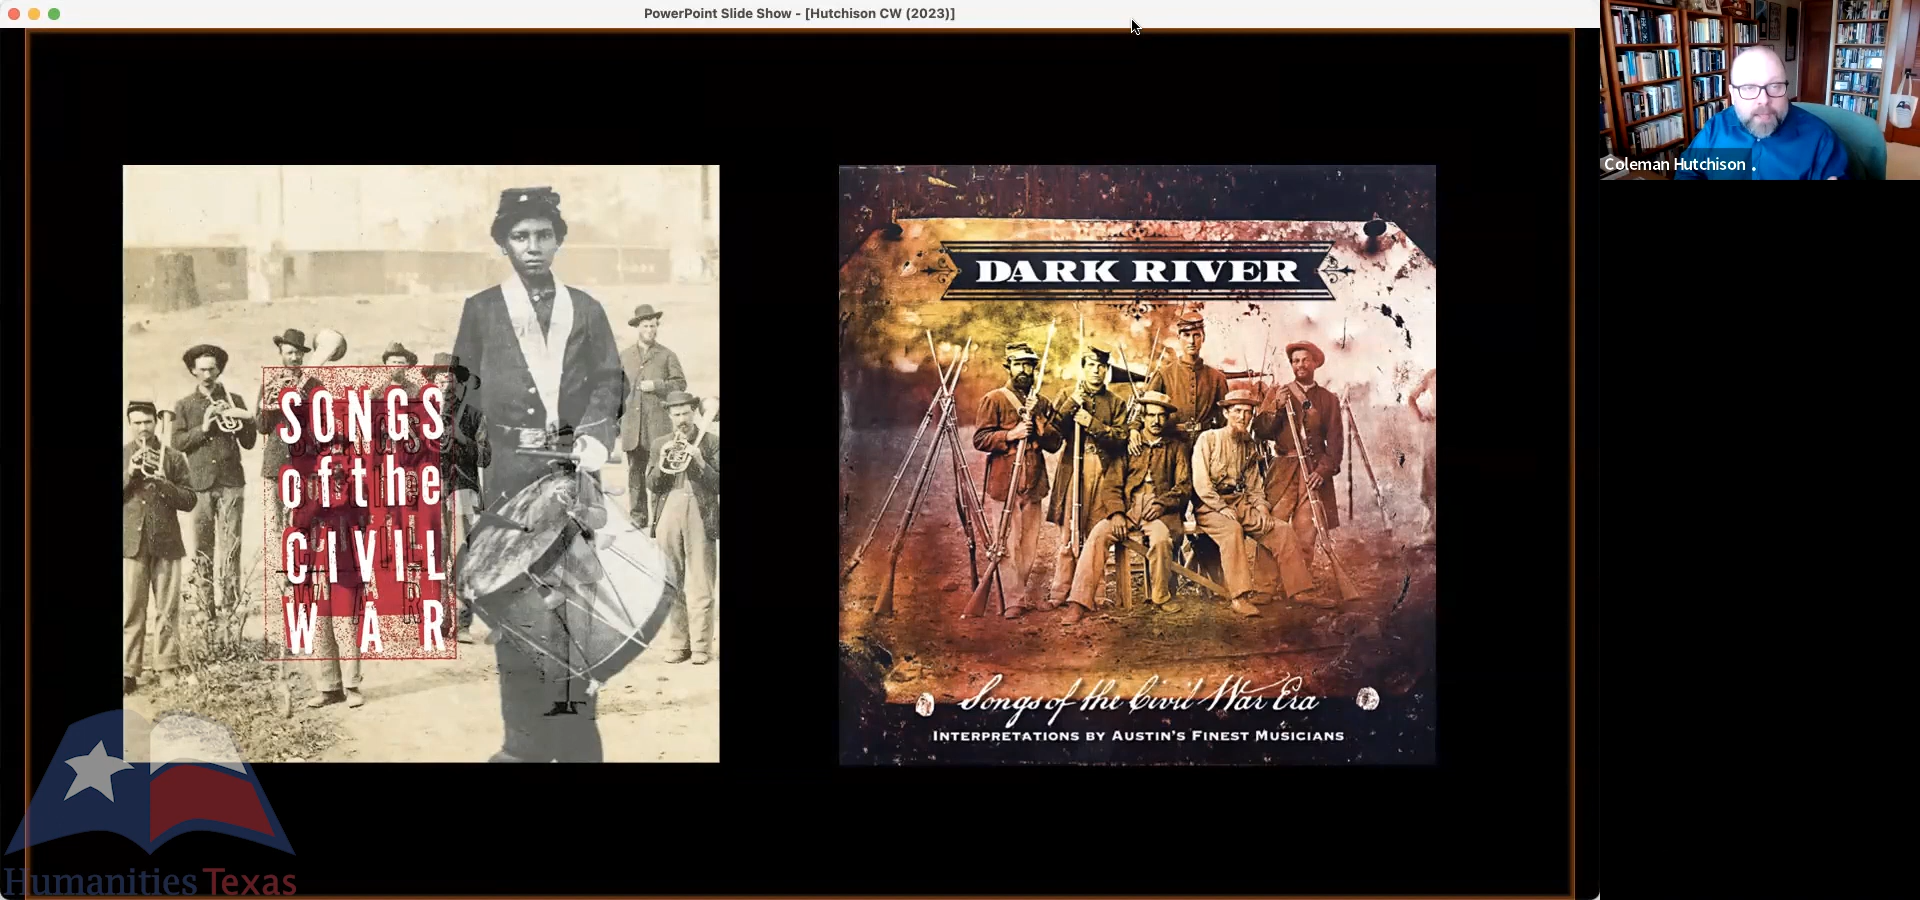 PowerPoint Slide Show - [Hutchison CW (2023)]
Coleman Hutchison
SONGS
of the
CIVIL
WAR
DARK RIVER
Songs of the Civil War Era
INTERPRETATIONS BY AUSTIN'S FINEST MUSICIANS
Humanities Texas